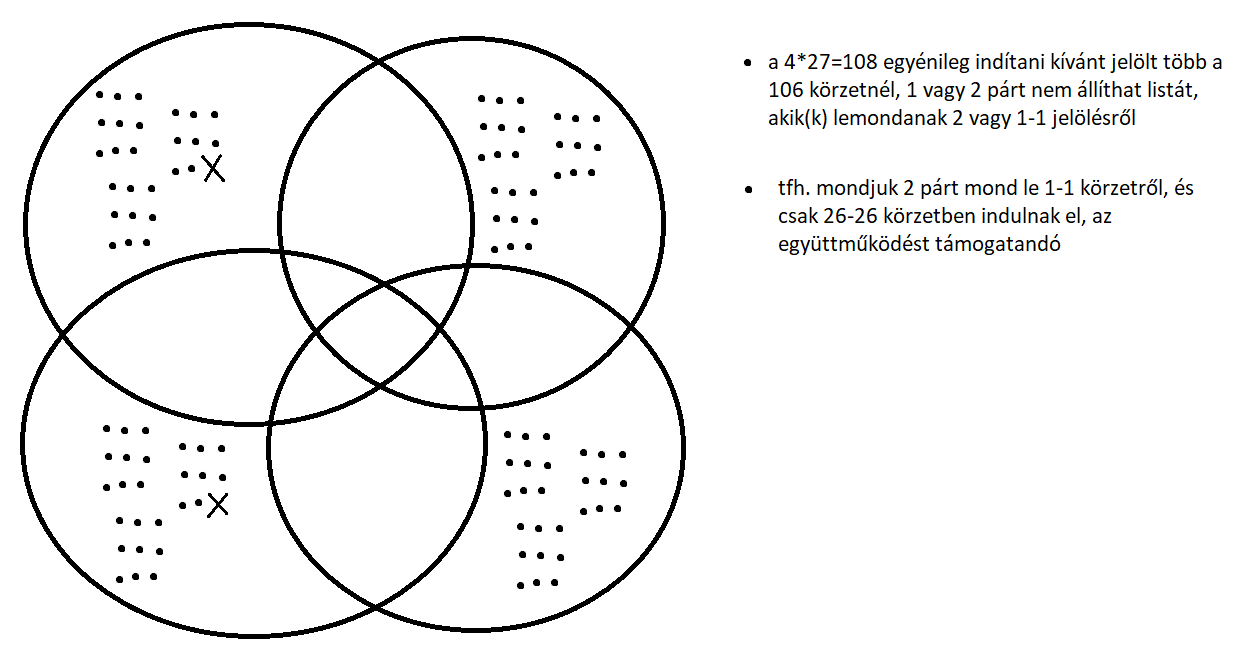 • a 4*27=108 egyénileg indítani kívánt jelölt több a
106 körzetnél, 1 vagy 2 párt nem állíthat listát,
akik(k) lemondanak 2 vagy 1-1 jelölésről
• tfh. mondjuk 2 párt mond le 1-1 körzetről, és
csak 26-26 körzetben indulnak el, az
együttműködést támogatandó